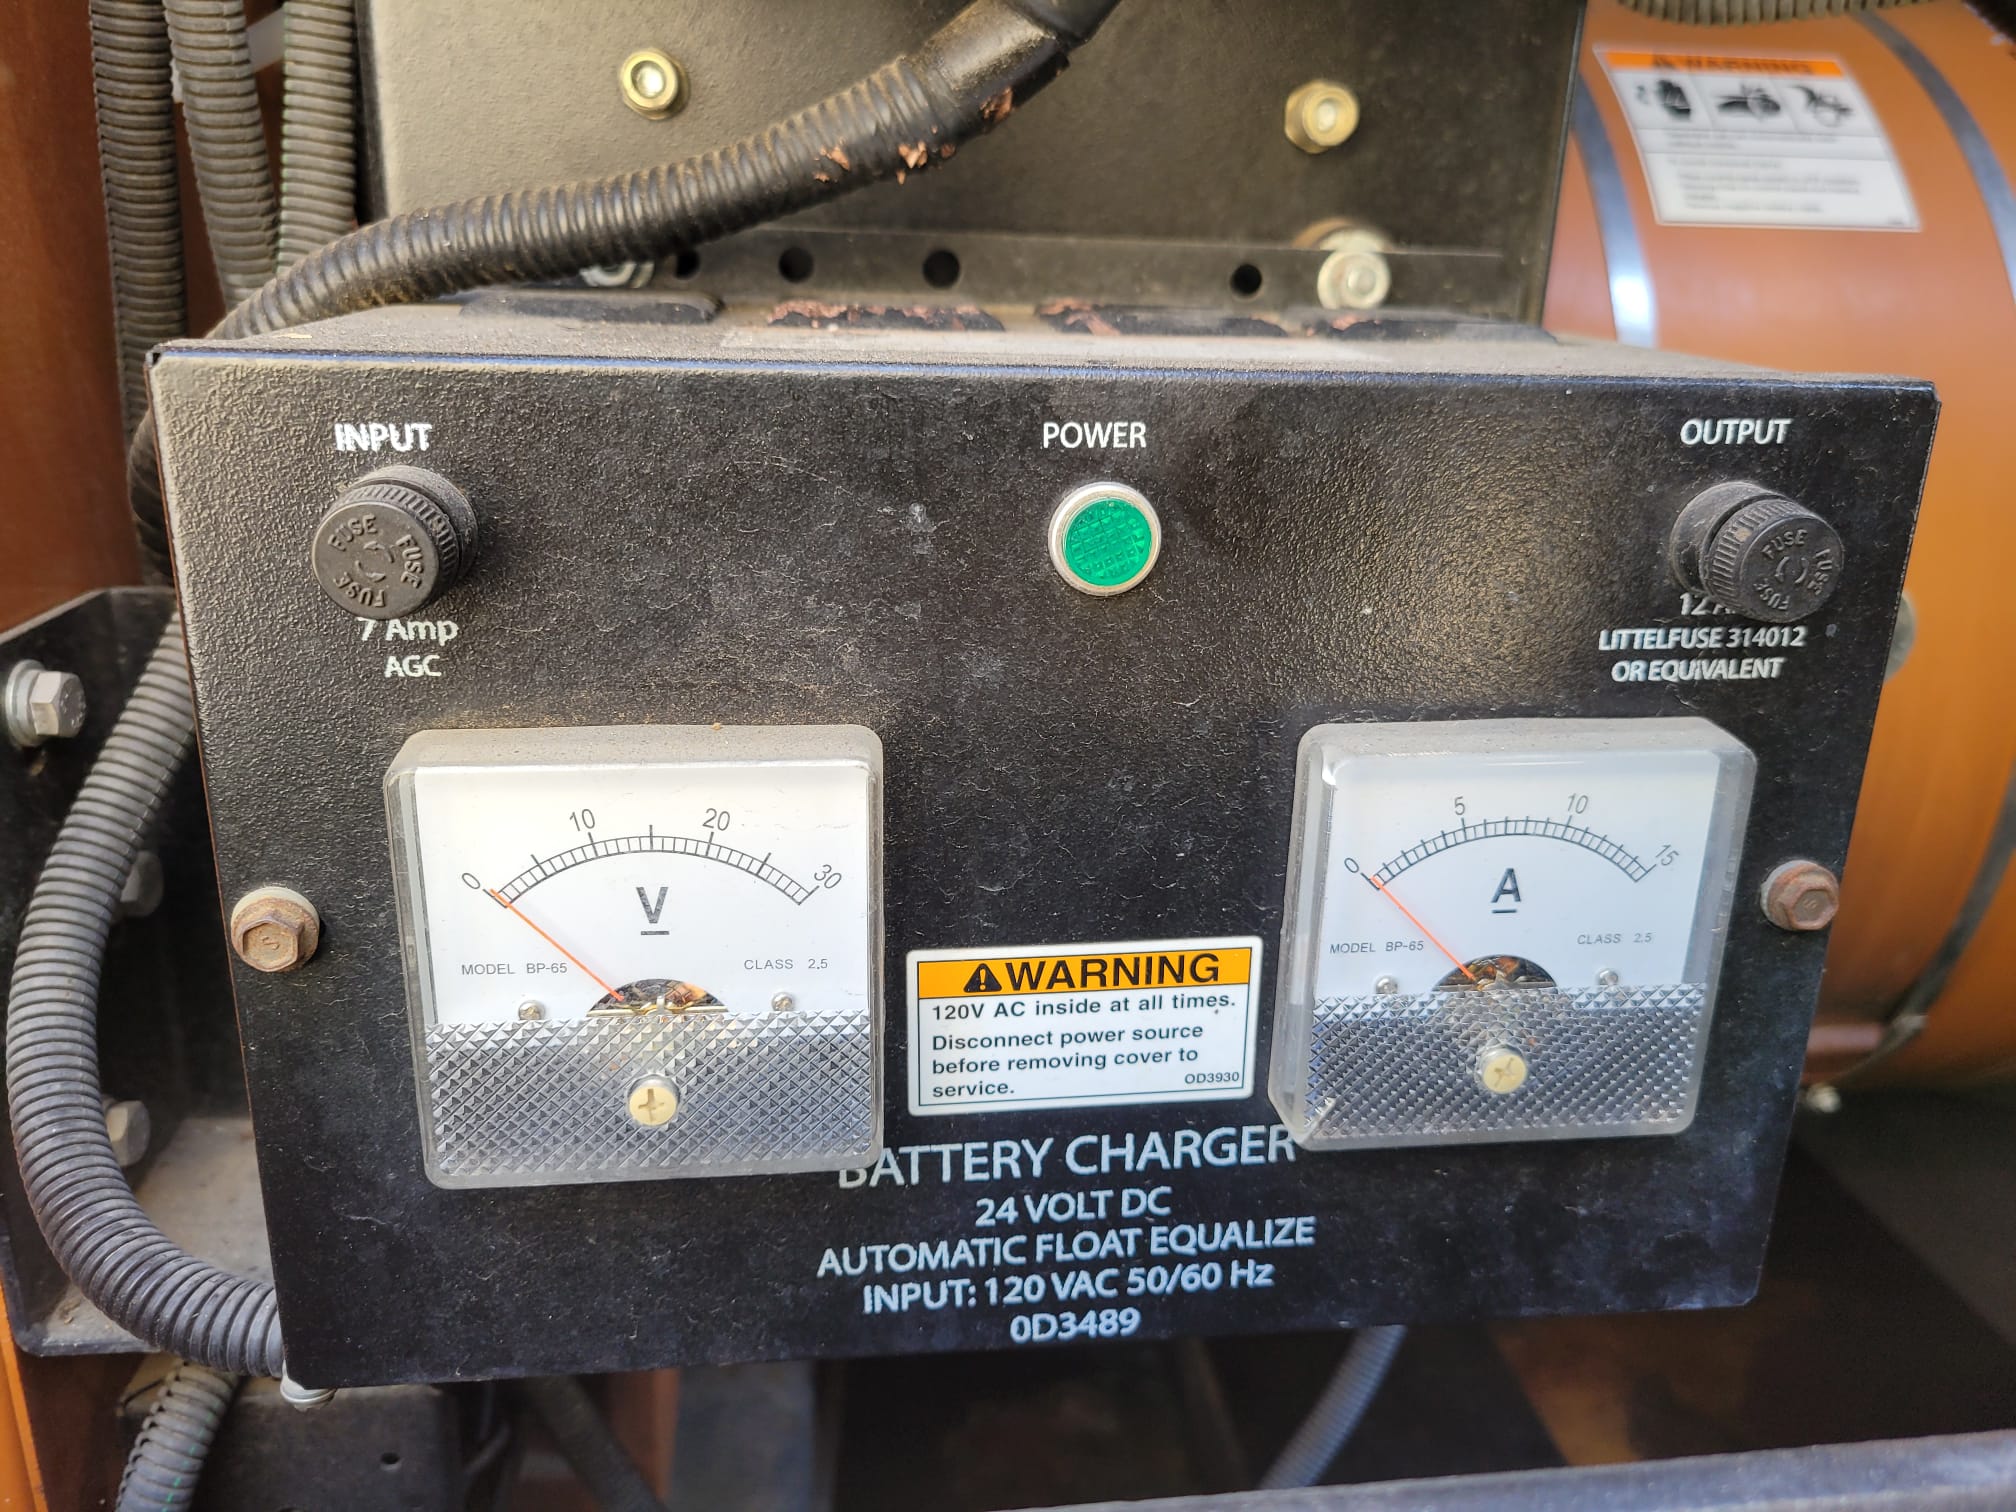 WARNING
INPUT
POWER
OUTPUT
FUSE FUSE FUSE
FUSE FUSE FUSE
7 Amp
AGC
12
LITTELFUSE 314012
OR EQUIVALENT
0 10 20 30
V
MODEL BP-65 CLASS 2.5
0 5 10 15
A
MODEL BP-65 CLASS 2.5
WARNING
120V AC inside at all times.
Disconnect power source
before removing cover to
service.
OD3930
BATTERY CHARGER
24 VOLT DC
AUTOMATIC FLOAT EQUALIZE
INPUT: 120 VAC 50/60 Hz
0D3489